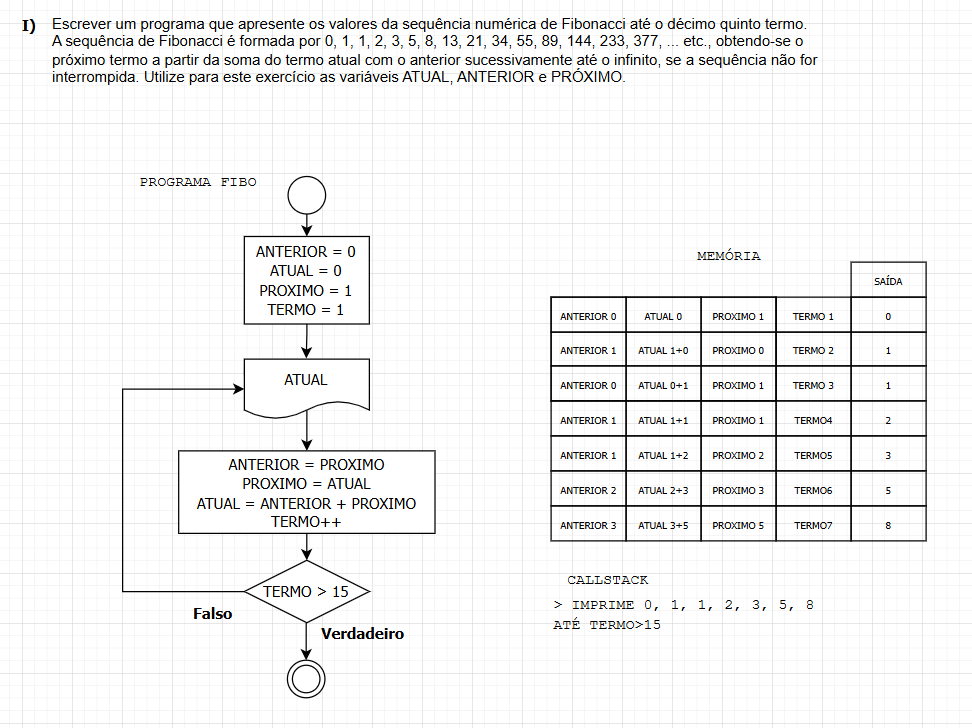 I) Escrever um programa que apresente os valores da sequência numérica de Fibonacci até o décimo quinto termo.
A sequência de Fibonacci é formada por 0, 1, 1, 2, 3, 5, 8, 13, 21, 34, 55, 89, 144, 233, 377, ... etc., obtendo-se o
próximo termo a partir da soma do termo atual com o anterior sucessivamente até o infinito, se a sequência não for
interrompida. Utilize para este exercício as variáveis ATUAL, ANTERIOR e PRÓXIMO.
PROGRAMA FIBO
ANTERIOR = 0
ATUAL = 0
PROXIMO = 1
TERMO = 1
ATUAL
ANTERIOR = PROXIMO
PROXIMO = ATUAL
ATUAL = ANTERIOR + PROXIMO
TERMO++
TERMO > 15
Falso
Verdadeiro
MEMÓRIA
SAÍDA
ANTERIOR 0 ATUAL 0 PROXIMO 1 TERMO 1 0
ANTERIOR 1 ATUAL 1+0 PROXIMO 0 TERMO 2 1
ANTERIOR 0 ATUAL 0+1 PROXIMO 1 TERMO 3 1
ANTERIOR 1 ATUAL 1+1 PROXIMO 1 TERMO4 2
ANTERIOR 1 ATUAL 1+2 PROXIMO 2 TERMO5 3
ANTERIOR 2 ATUAL 2+3 PROXIMO 3 TERMO6 5
ANTERIOR 3 ATUAL 3+5 PROXIMO 5 TERMO7 8
CALLSTACK
> IMPRIME 0, 1, 1, 2, 3, 5, 8
ATÉ TERMO>15